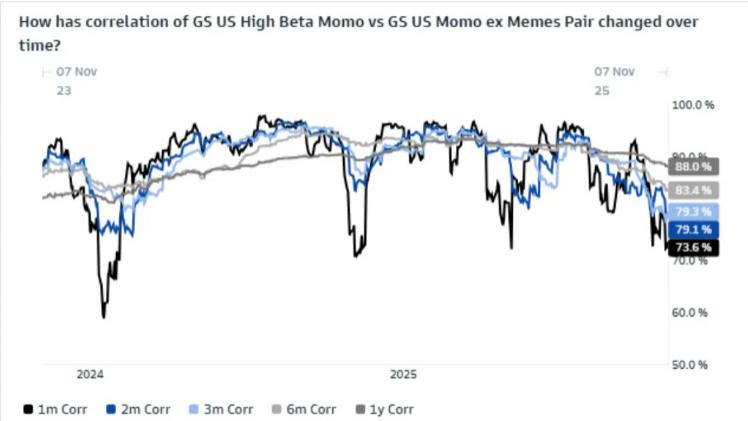 How has correlation of GS US High Beta Momo vs GS US Momo ex Memes Pair changed over
time?
07 Nov
23
07 Nov
25
100.0 %
90.0 %
88.0 %
83.4 %
79.3 %
79.1 %
73.6 %
70.0 %
60.0 %
50.0 %
2024
2025
1m Corr
2m Corr
3m Corr
6m Corr
1y Corr